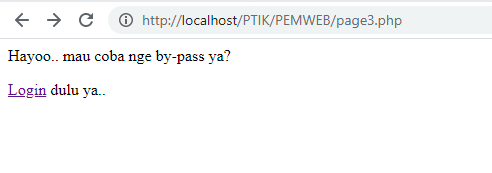 http://localhost/PTIK/PEMWEB/page3.php
Hayoo.. mau coba nge by-pass ya?
Login dulu ya..